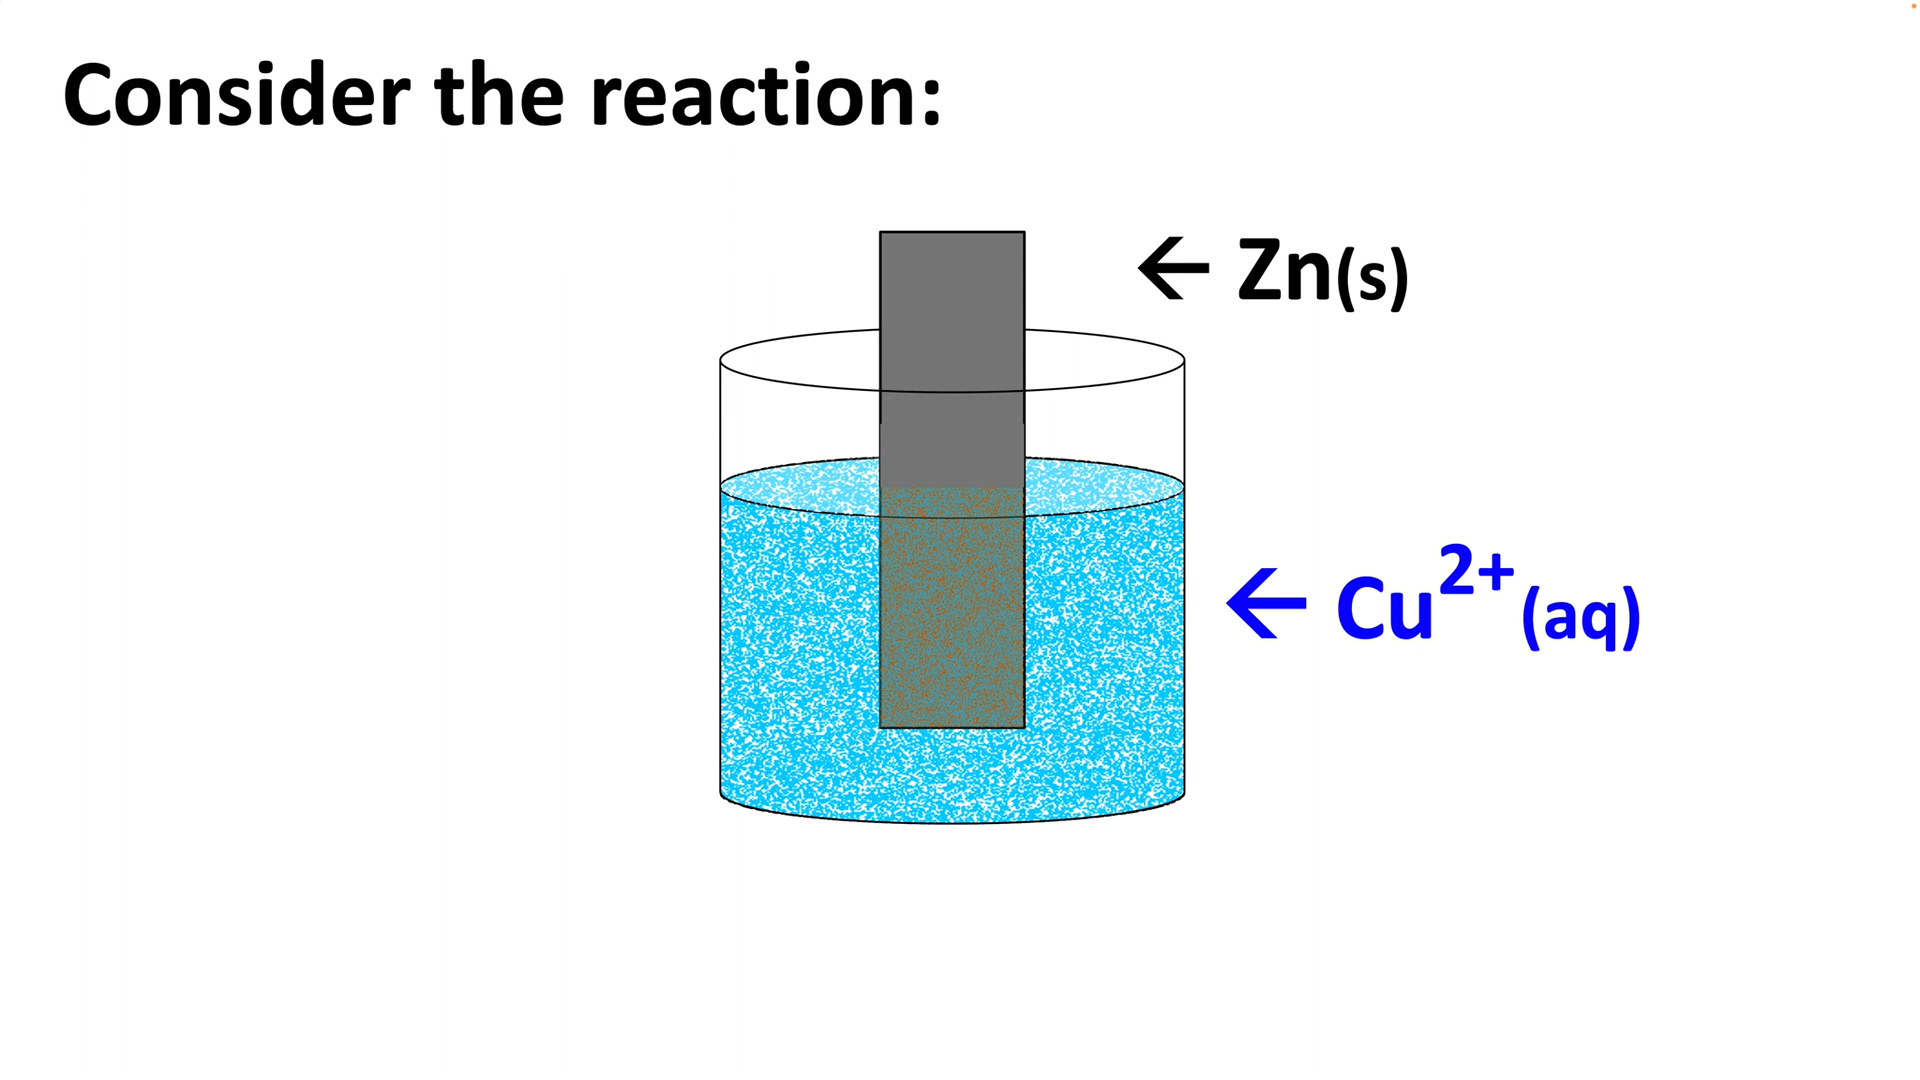 Consider the reaction:
← Zn(s)
← Cu²⁺(aq)